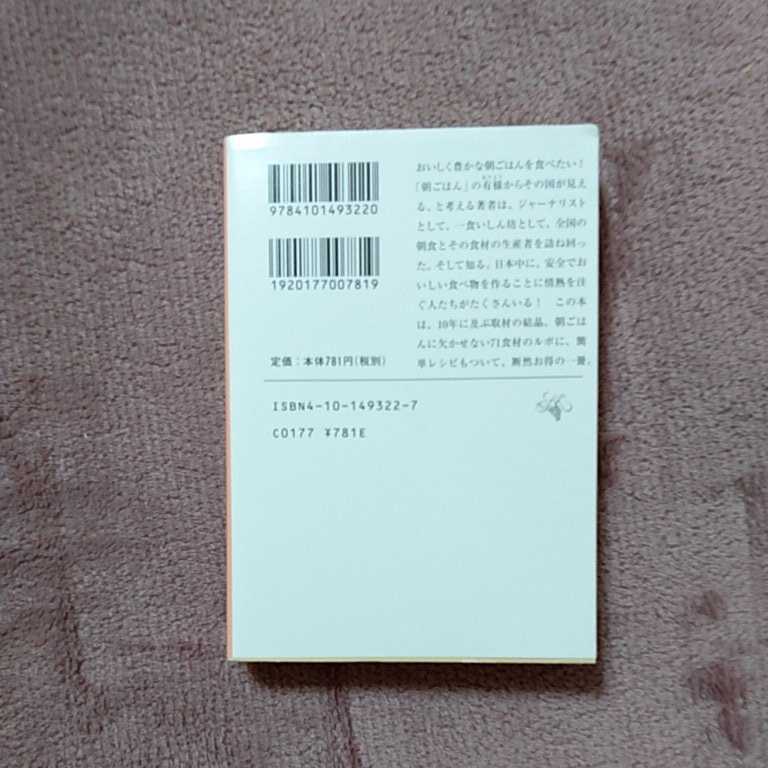 9784101493220
1920177007819
定価：本体781円(税別)
おいしく豊かな朝ごはんを食べたい！
「朝ごはん」の有様からその国が見え
る、と考える著者は、ジャーナリスト
として、一食いしん坊として、全国の
朝食とその食材の生産者を訪ね回っ
た。そして知る。日本中に、安全でお
いしい食べ物を作ることに情熱を注
ぐ人たちがたくさんいる！ この本
は、10年に及ぶ取材の結晶。朝ごは
んに欠かせない71食材のルポに、簡
単レシピもついて、断然お得の一冊。
ISBN4-10-149322-7
C0177 ¥781E